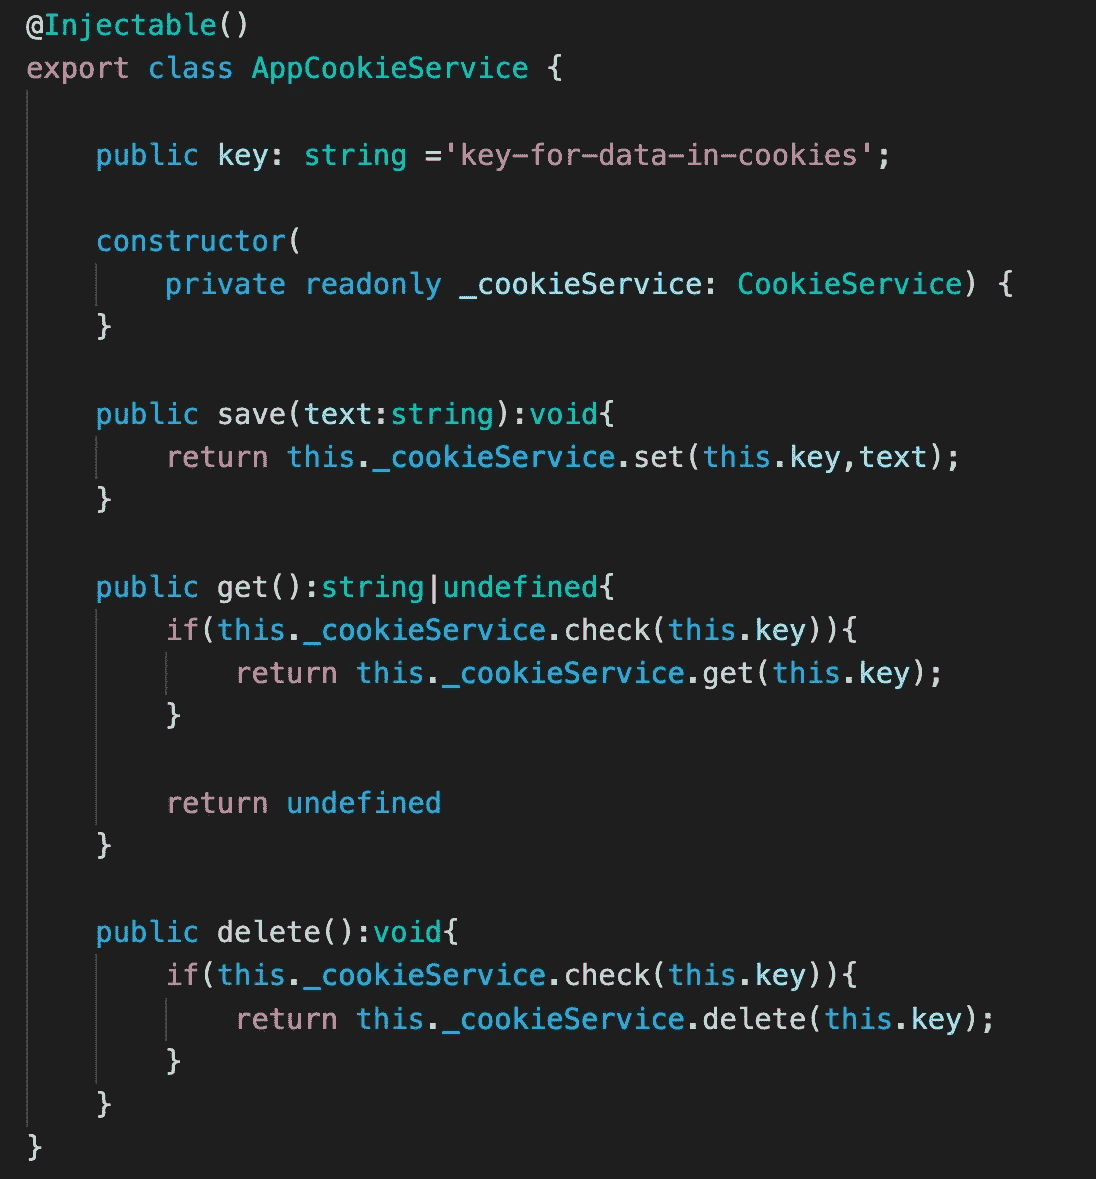 @Injectable()
export class AppCookieService {
public key: string ='key-for-data-in-cookies';
constructor(
private readonly _cookieService: CookieService) {
}
public save(text:string):void{
return this._cookieService.set(this.key,text);
}
public get():string|undefined{
if(this._cookieService.check(this.key)){
return this._cookieService.get(this.key);
}
return undefined
}
public delete():void{
if(this._cookieService.check(this.key)){
return this._cookieService.delete(this.key);
}
}
}